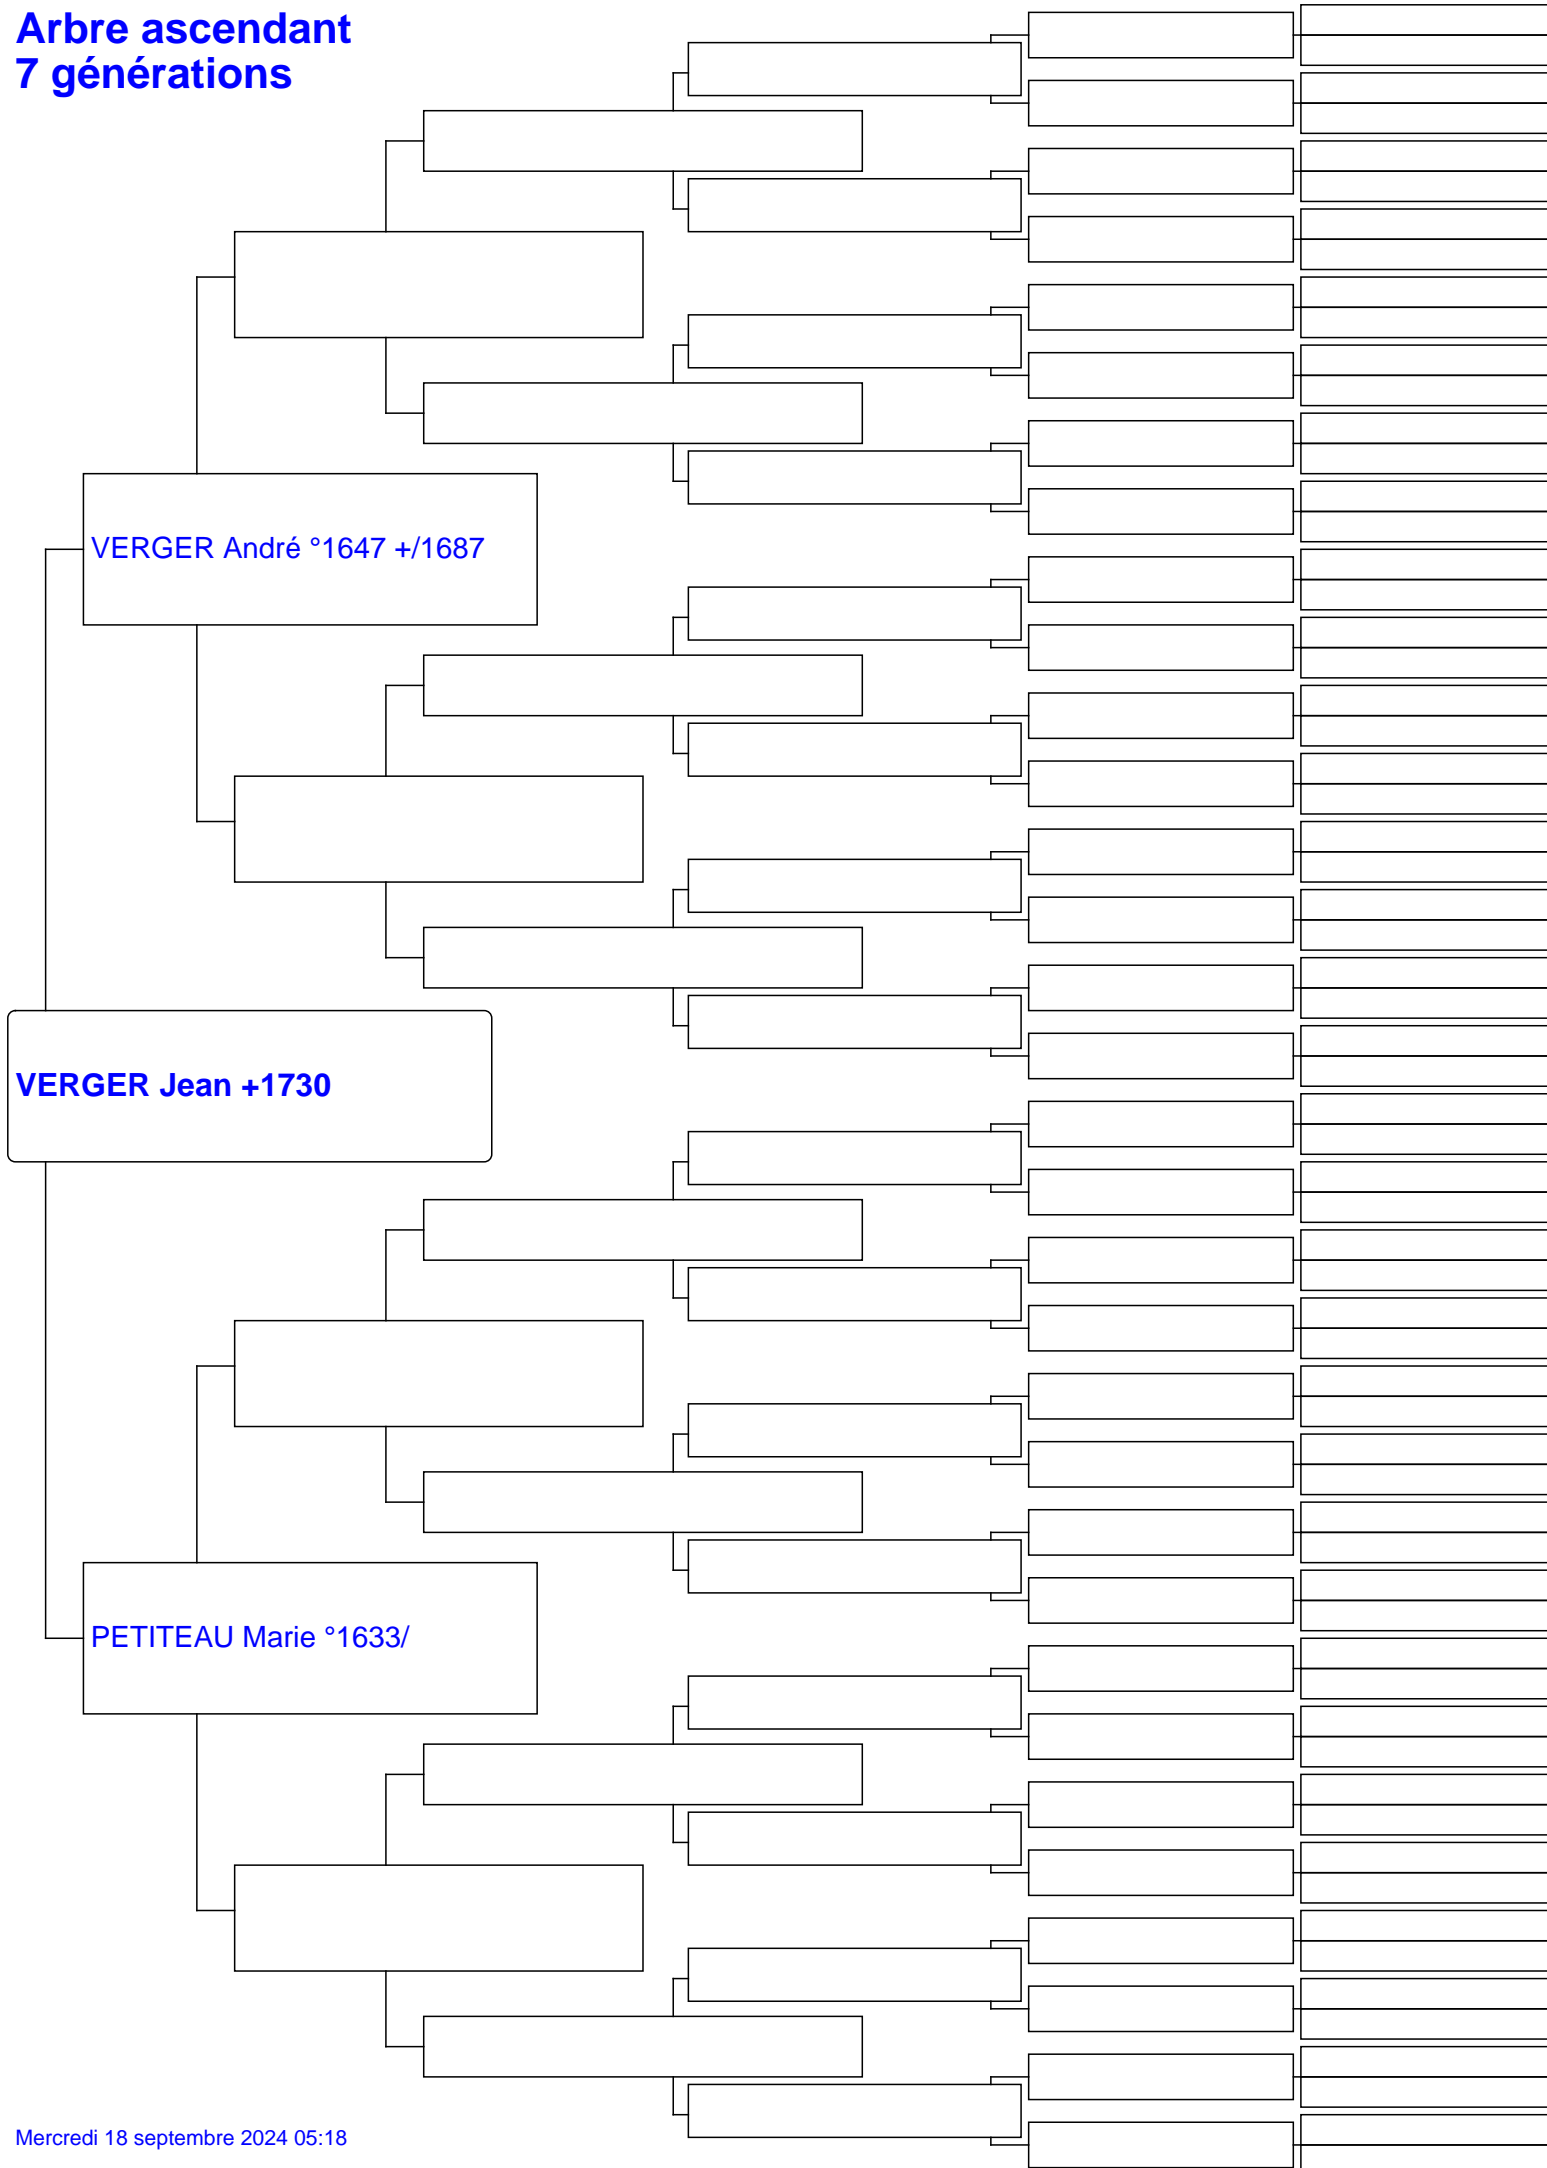 Arbre ascendant
7 générations
VERGER André °1647 +/1687
VERGER Jean +1730
PETITEAU Marie °1633/
Mercredi 18 septembre 2024 05:18